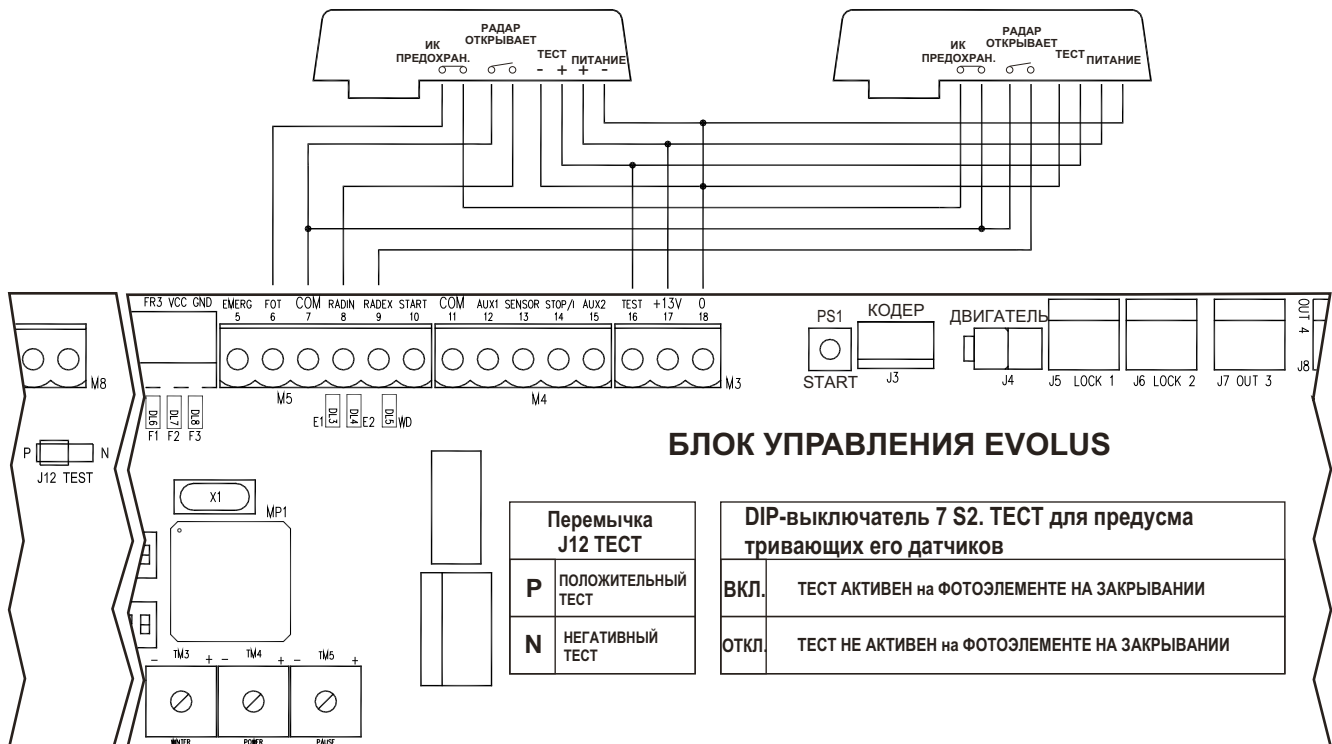 ИК
ПРЕДОХРАН.
РАДАР
ОТКРЫВАЕТ
ТЕСТ
ПИТАНИЕ
- + + -
ИК
ПРЕДОХРАН.
РАДАР
ОТКРЫВАЕТ
ТЕСТ
ПИТАНИЕ
FR3 VCC GND
EMERG FOT COM RADIN RADEX START
5 6 7 8 9 10
COM AUX1 SENSOR STOP/I AUX2
11 12 13 14 15
TEST +13V 0
16 17 18
M8
M5
M4
M3
PS1
START
КОДЕР
J3
ДВИГАТЕЛЬ
J4
J5 LOCK 1
J6 LOCK 2
J7 OUT 3
OUT 4
J8
DL6 DL7 DL8
F1 F2 F3
E1 DL3 DL4 E2 DL5 WD
P N
J12 TEST
X1
MP1
БЛОК УПРАВЛЕНИЯ EVOLUS
Перемычка
J12 ТЕСТ
P ПОЛОЖИТЕЛЬНЫЙ
ТЕСТ
N НЕГАТИВНЫЙ
ТЕСТ
DIP-выключатель 7 S2. ТЕСТ для предусма
тривающих его датчиков
ВКЛ. ТЕСТ АКТИВЕН на ФОТОЭЛЕМЕНТЕ НА ЗАКРЫВАНИИ
ОТКЛ. ТЕСТ НЕ АКТИВЕН на ФОТОЭЛЕМЕНТЕ НА ЗАКРЫВАНИИ
- TM3 + - TM4 + - TM5 +
POWER PAUSE